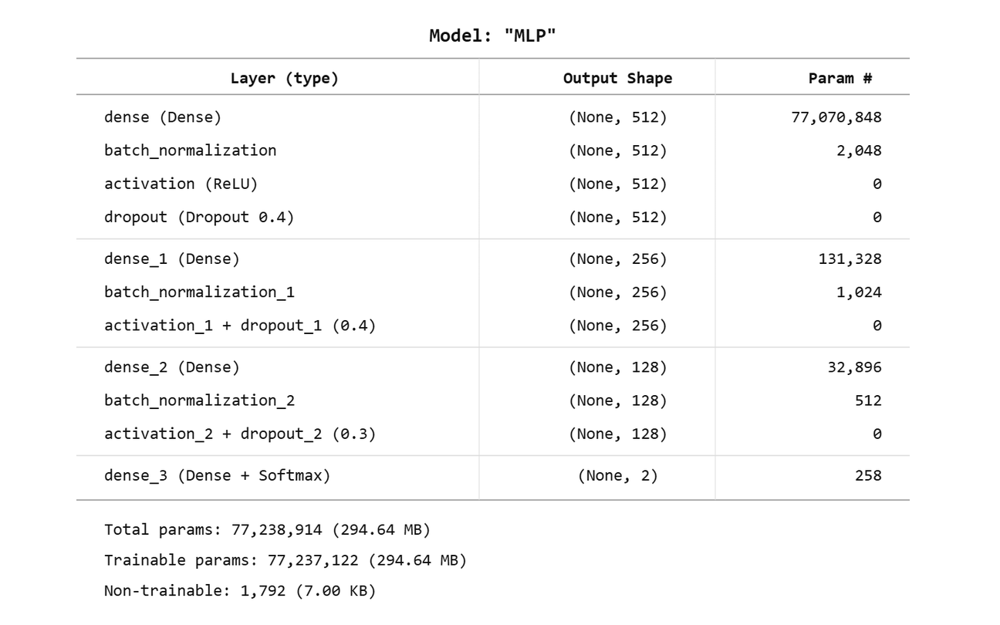 Model: "MLP"
Layer (type) Output Shape Param #
dense (Dense) (None, 512) 77,070,848
batch_normalization (None, 512) 2,048
activation (ReLU) (None, 512) 0
dropout (Dropout 0.4) (None, 512) 0
dense_1 (Dense) (None, 256) 131,328
batch_normalization_1 (None, 256) 1,024
activation_1 + dropout_1 (0.4) (None, 256) 0
dense_2 (Dense) (None, 128) 32,896
batch_normalization_2 (None, 128) 512
activation_2 + dropout_2 (0.3) (None, 128) 0
dense_3 (Dense + Softmax) (None, 2) 258
Total params: 77,238,914 (294.64 MB)
Trainable params: 77,237,122 (294.64 MB)
Non-trainable: 1,792 (7.00 KB)